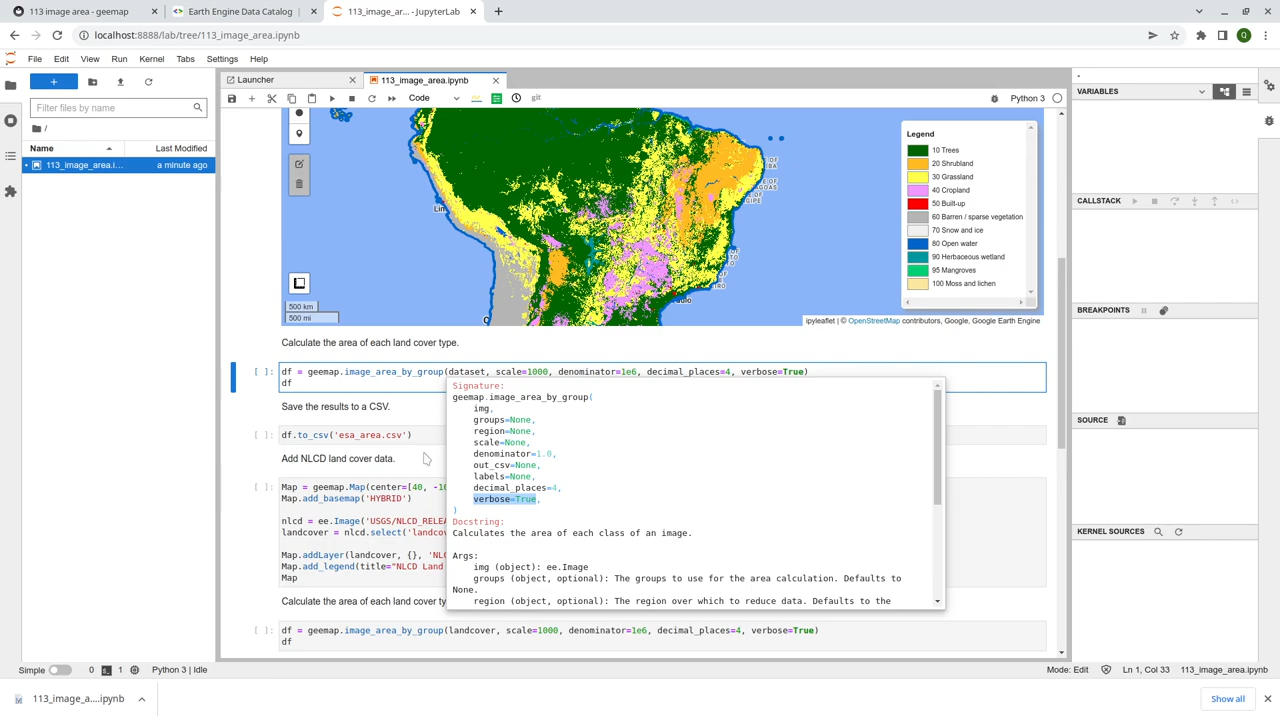 113 image area - geemap
Earth Engine Data Catalog
113_image_ar... - JupyterLab
localhost:8888/lab/tree/113_image_area.ipynb
Q
File Edit View Run Kernel Tabs Settings Help
Launcher
113_image_area.ipynb
Code
git
Python 3
Filter files by name
/
Name
Last Modified
113_image_area.i...
a minute ago
Legend
10 Trees
20 Shrubland
30 Grassland
40 Cropland
50 Built-up
60 Barren / sparse vegetation
70 Snow and ice
80 Open water
90 Herbaceous wetland
95 Mangroves
100 Moss and lichen
500 km
500 mi
ipyleaflet | © OpenStreetMap contributors, Google, Google Earth Engine
Calculate the area of each land cover type.
[ ]: df = geemap.image_area_by_group(dataset, scale=1000, denominator=1e6, decimal_places=4, verbose=True)
df
Save the results to a CSV.
[ ]: df.to_csv('esa_area.csv')
Add NLCD land cover data.
[ ]: Map = geemap.Map(center=[40, -10
Map.add_basemap('HYBRID')
nlcd = ee.Image('USGS/NLCD_RELEA
landcover = nlcd.select('landcov
Map.addLayer(landcover, {}, 'NLC
Map.add_legend(title="NLCD Land
Map
Calculate the area of each land cover ty
[ ]: df = geemap.image_area_by_group(landcover, scale=1000, denominator=1e6, decimal_places=4, verbose=True)
df
Signature:
geemap.image_area_by_group(
img,
groups=None,
region=None,
scale=None,
denominator=1.0,
out_csv=None,
labels=None,
decimal_places=4,
verbose=True,
)
Docstring:
Calculates the area of each class of an image.
Args:
img (object): ee.Image
groups (object, optional): The groups to use for the area calculation. Defaults to
None.
region (object, optional): The region over which to reduce data. Defaults to the
VARIABLES
CALLSTACK
BREAKPOINTS
SOURCE
KERNEL SOURCES
Simple
0
1
Python 3 | Idle
Mode: Edit
Ln 1, Col 33
113_image_area.ipynb
113_image_a....ipynb
Show all